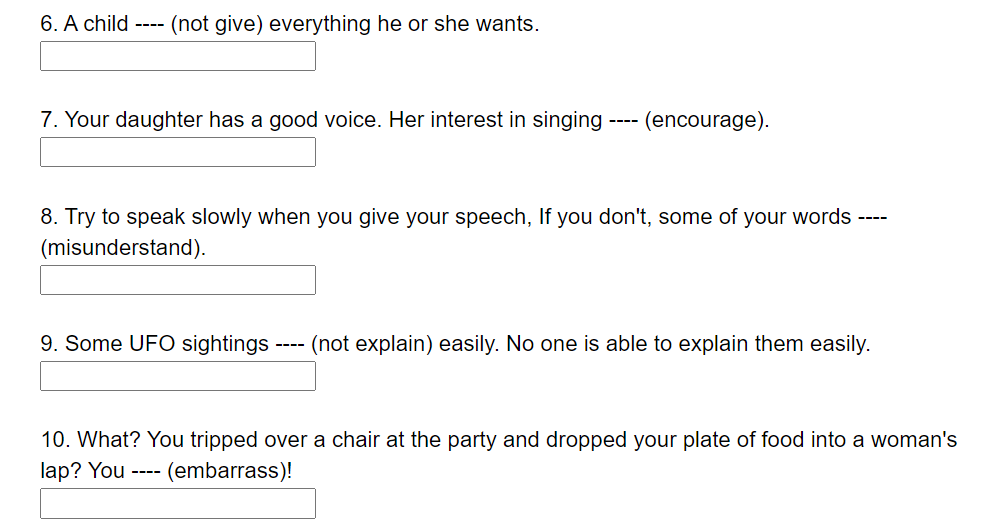 6. A child ---- (not give) everything he or she wants.
7. Your daughter has a good voice. Her interest in singing ---- (encourage).
8. Try to speak slowly when you give your speech, If you don't, some of your words ----
(misunderstand).
9. Some UFO sightings ---- (not explain) easily. No one is able to explain them easily.
10. What? You tripped over a chair at the party and dropped your plate of food into a woman's
lap? You ---- (embarrass)!